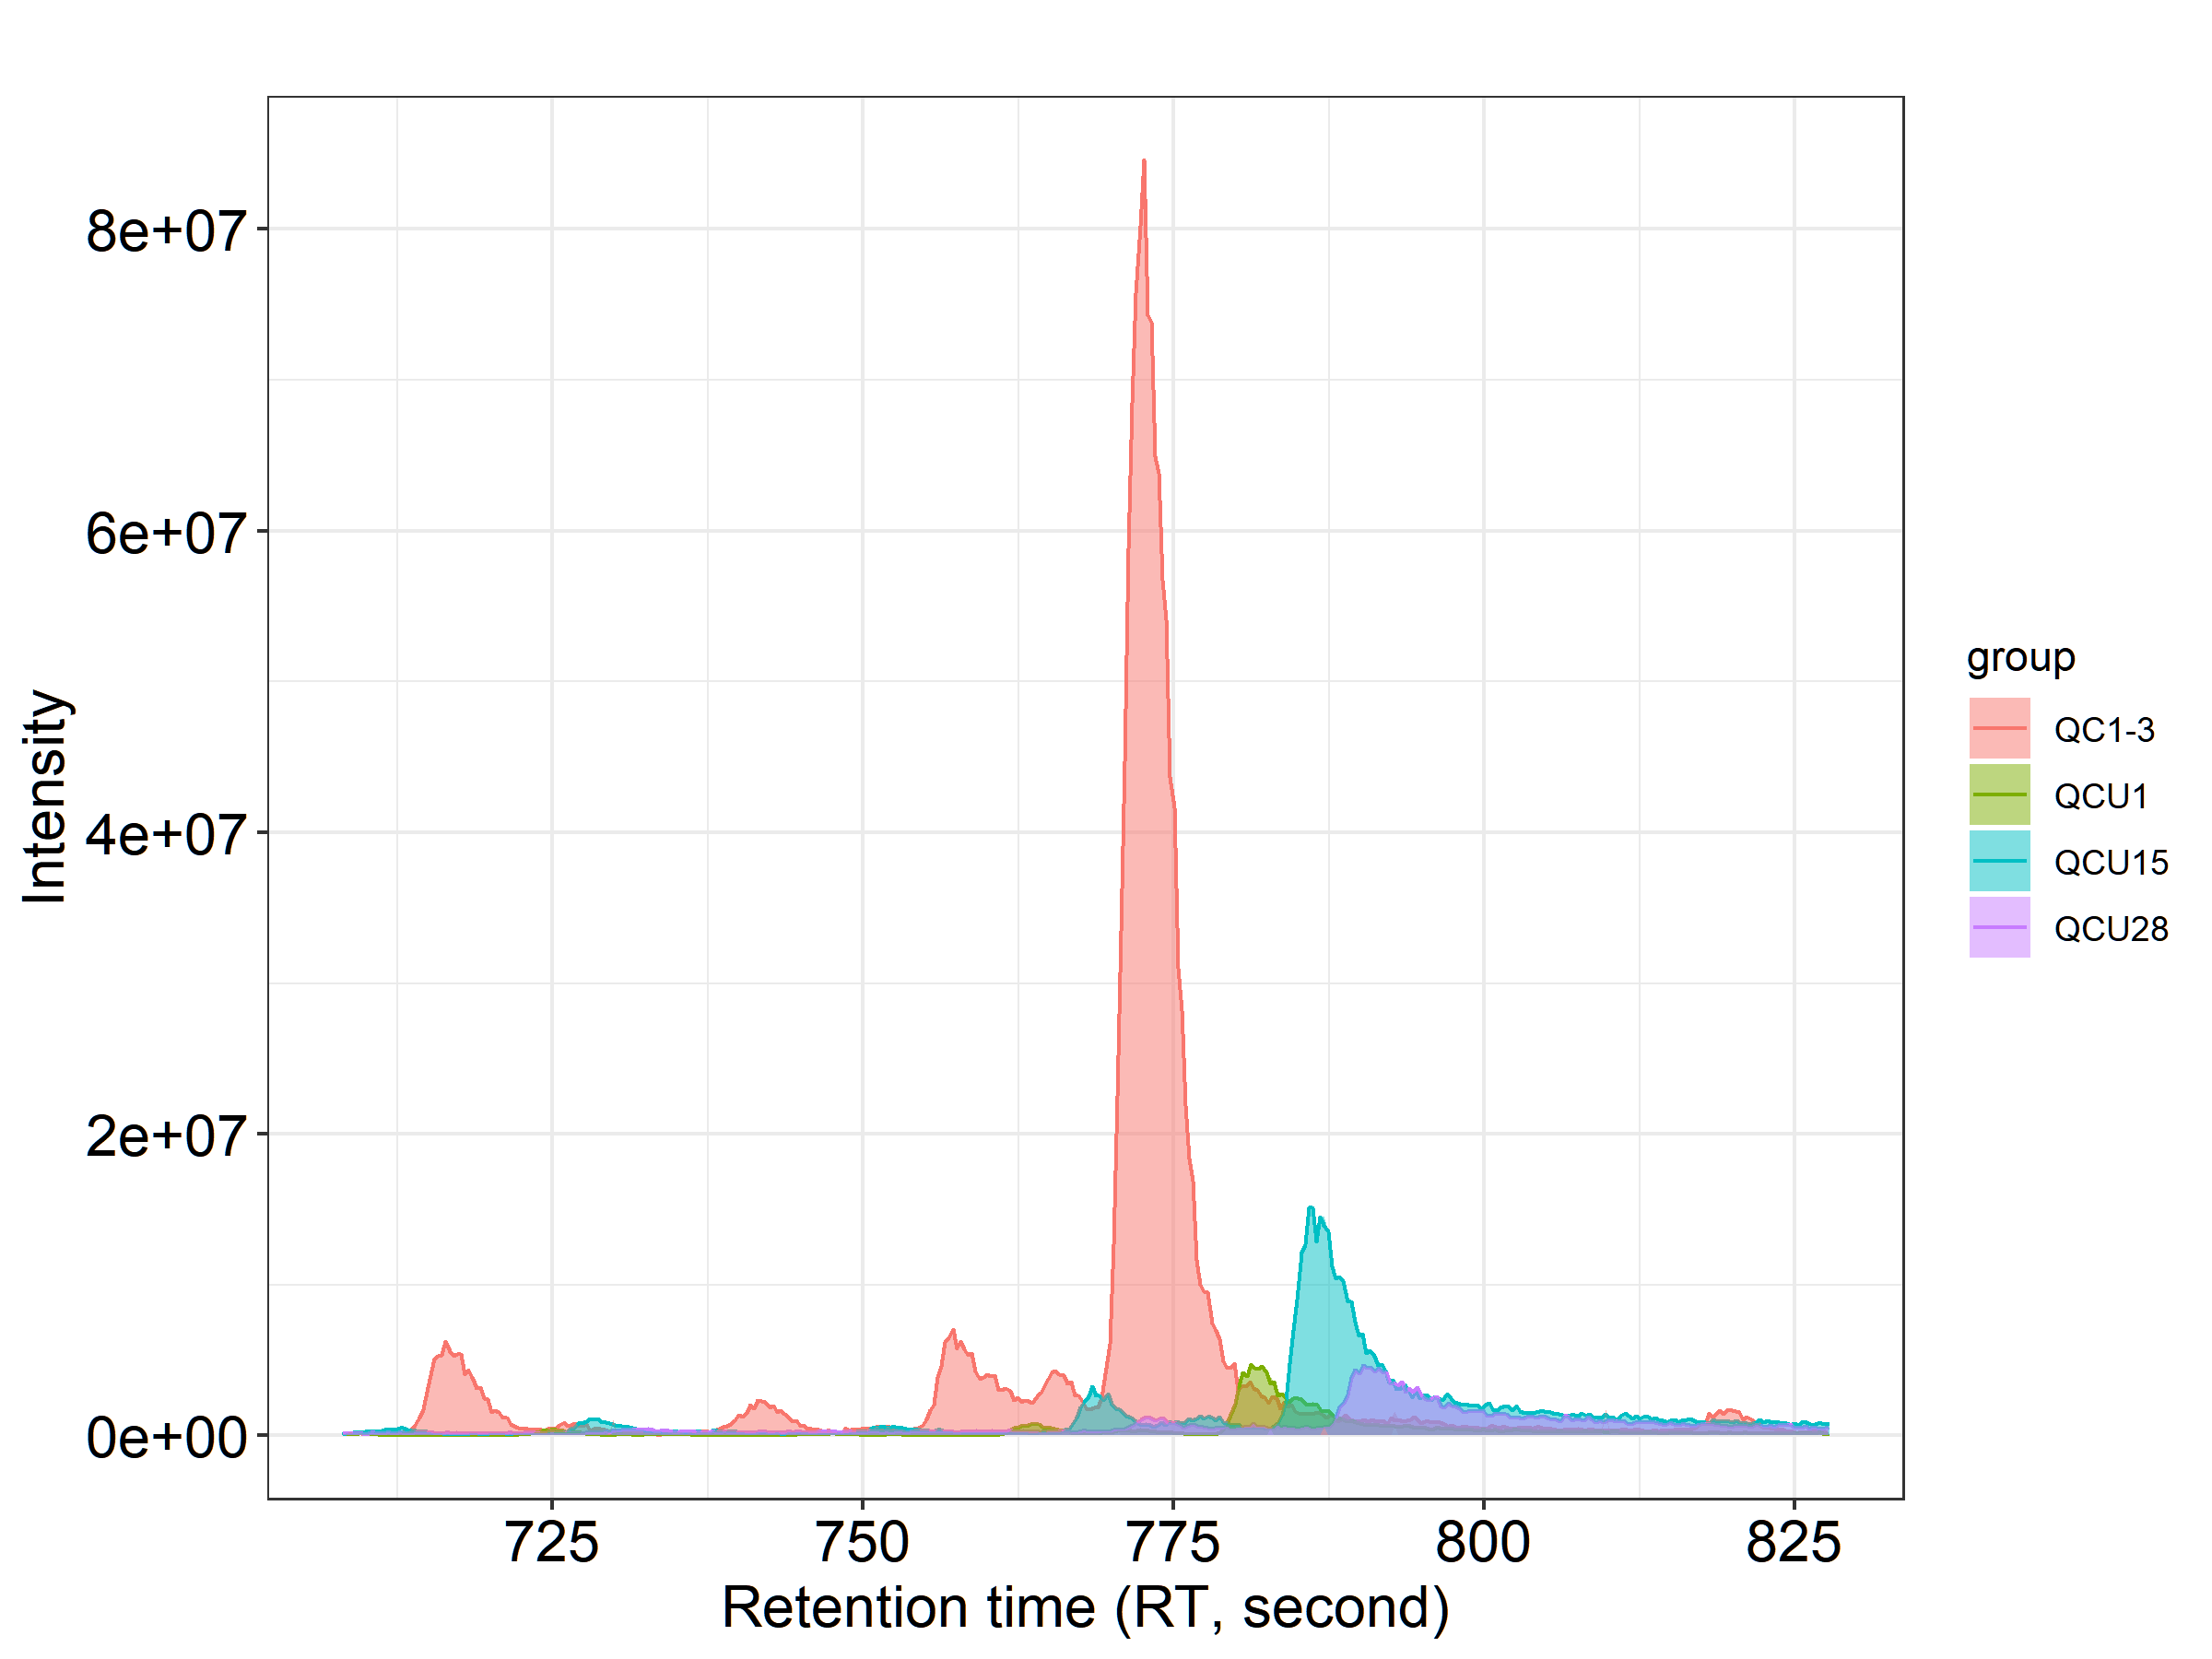 8e+07
6e+07
4e+07
2e+07
0e+00
Intensity
725 750 775 800 825
Retention time (RT, second)
group
QC1-3
QCU1
QCU15
QCU28